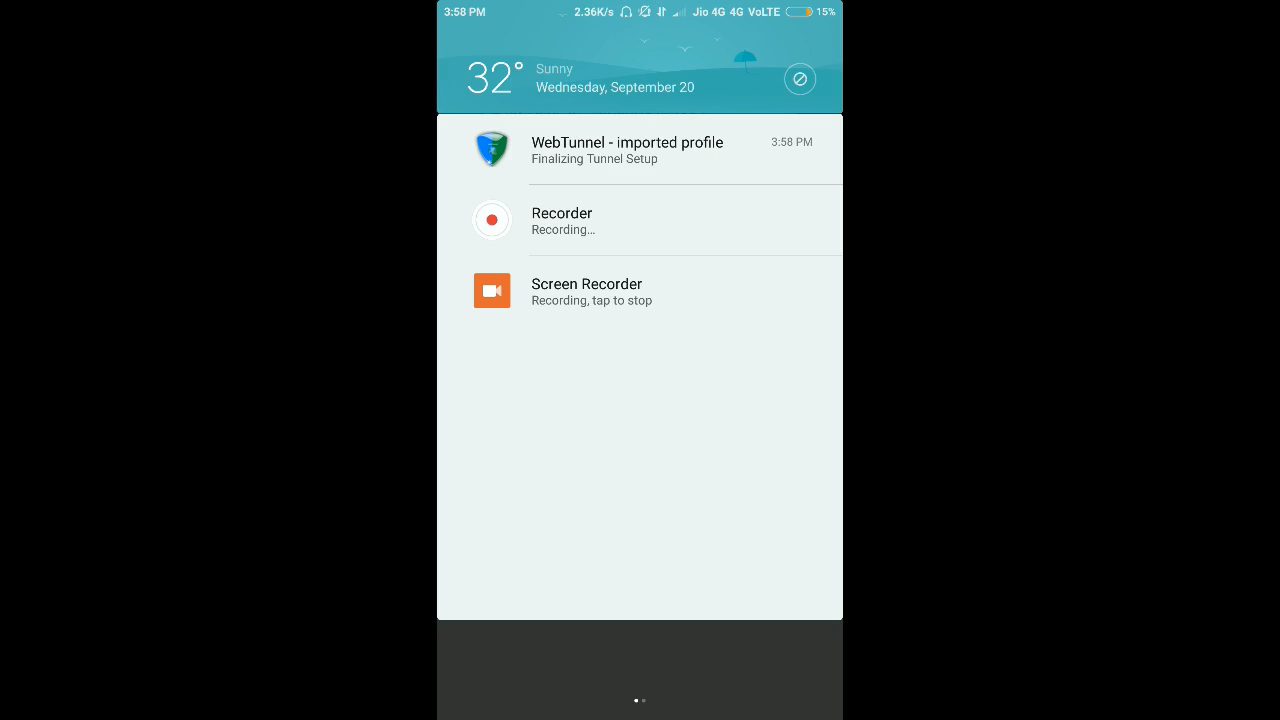 3:58 PM 2.36K/s Jio 4G 4G VoLTE 15%
32° Sunny
Wednesday, September 20
WebTunnel - imported profile 3:58 PM
Finalizing Tunnel Setup
Recorder
Recording...
Screen Recorder
Recording, tap to stop